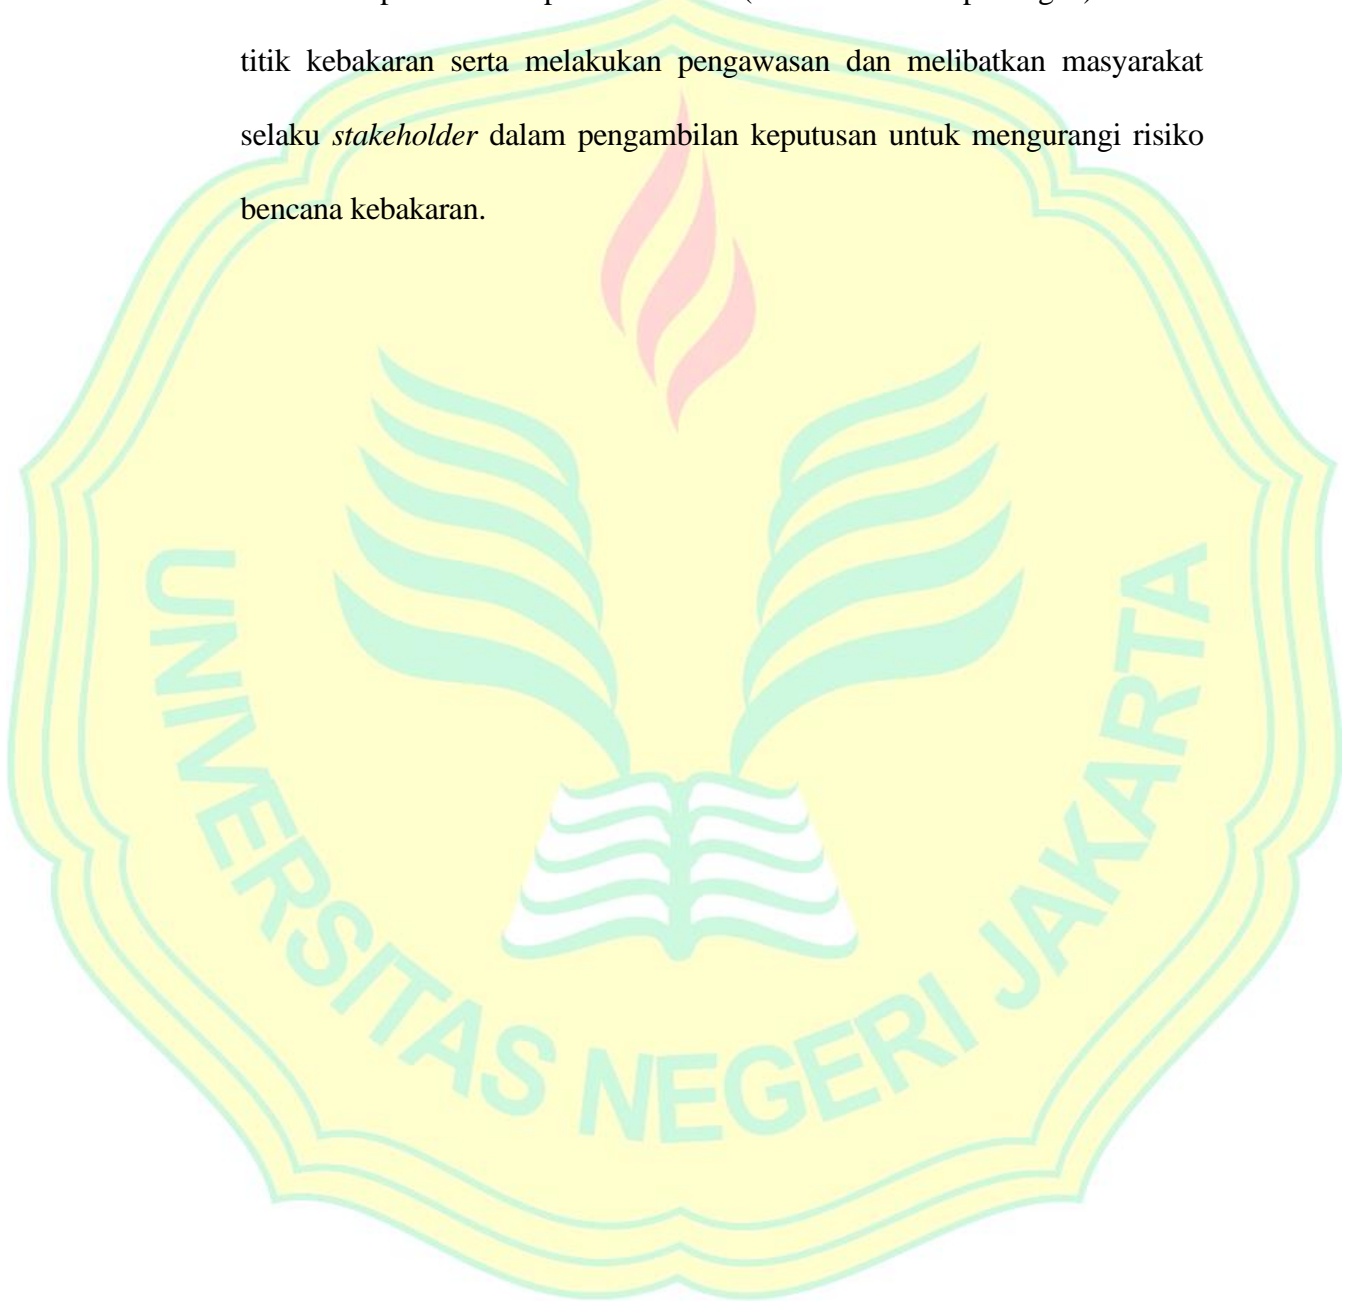 titik kebakaran serta melakukan pengawasan dan melibatkan masyarakat
selaku stakeholder dalam pengambilan keputusan untuk mengurangi risiko
bencana kebakaran.
UNIVERSITAS NEGERI JAKARTA